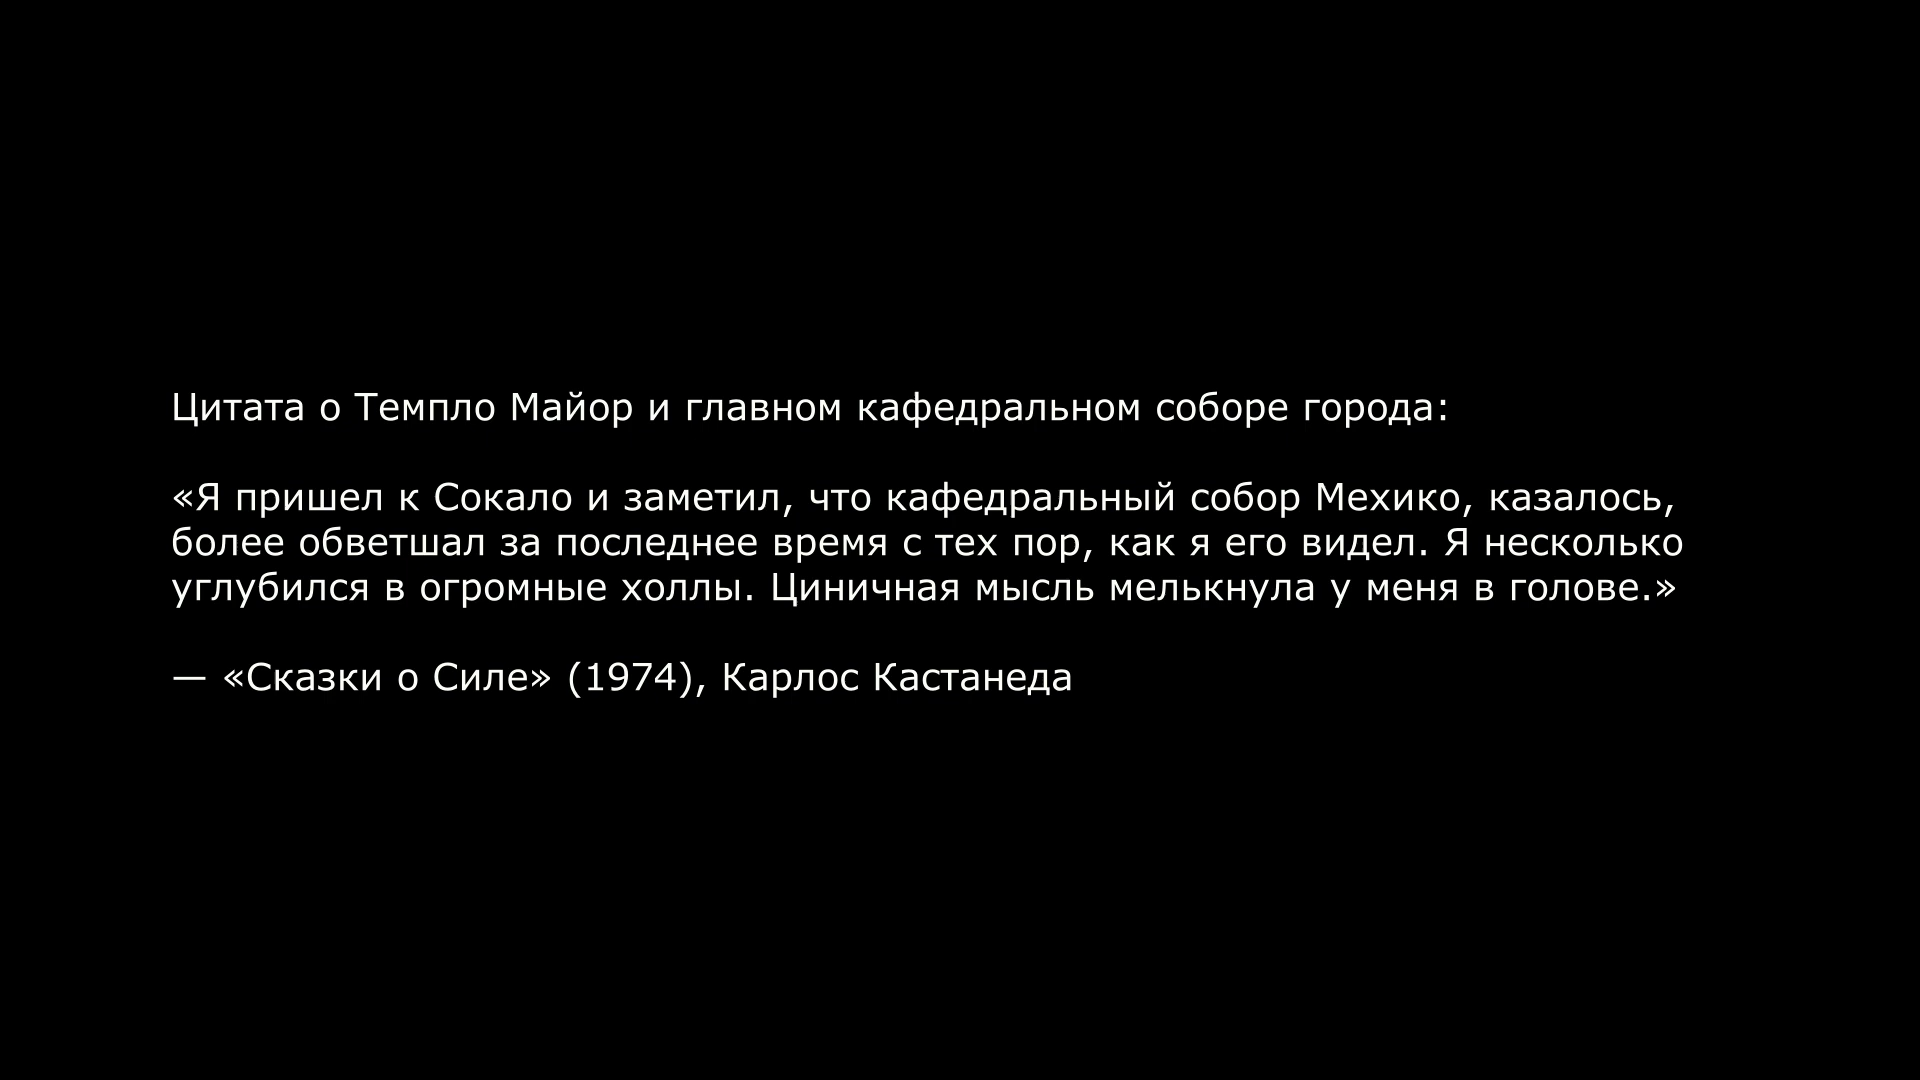 Цитата о Темпло Майор и главном кафедральном соборе города:
«Я пришел к Сокало и заметил, что кафедральный собор Мехико, казалось,
более обветшал за последнее время с тех пор, как я его видел. Я несколько
углубился в огромные холлы. Циничная мысль мелькнула у меня в голове.»
— «Сказки о Силе» (1974), Карлос Кастанеда